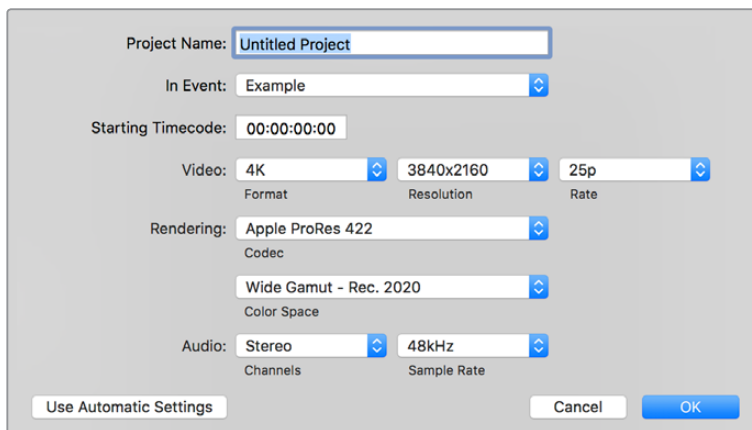 Project Name: Untitled Project
In Event: Example
Starting Timecode: 00:00:00:00
Video: 4K 3840x2160 25p
Format Resolution Rate
Rendering: Apple ProRes 422
Codec
Wide Gamut - Rec. 2020
Color Space
Audio: Stereo 48kHz
Channels Sample Rate
Use Automatic Settings Cancel OK